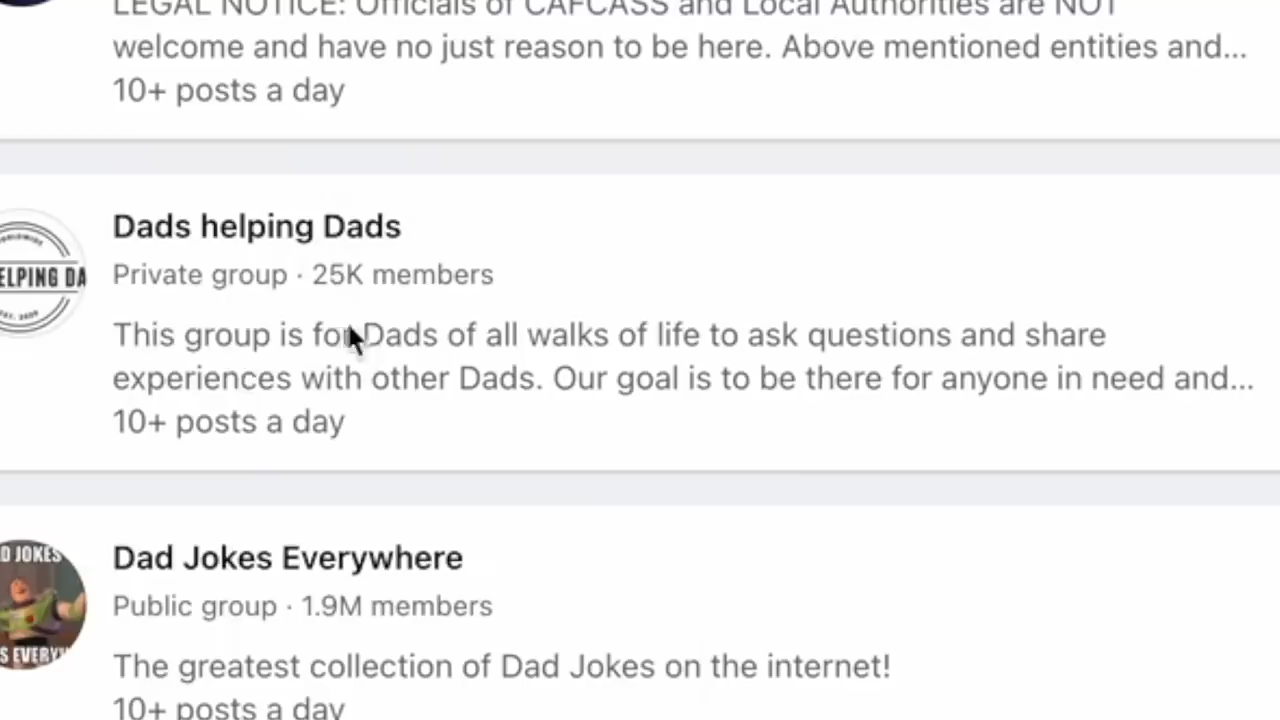 LEGAL NOTICE: Officials of CAFCASS and Local Authorities are NOT
welcome and have no just reason to be here. Above mentioned entities and...
10+ posts a day
Dads helping Dads
Private group · 25K members
This group is for Dads of all walks of life to ask questions and share
experiences with other Dads. Our goal is to be there for anyone in need and...
10+ posts a day
ELPING DA
Dad Jokes Everywhere
Public group · 1.9M members
The greatest collection of Dad Jokes on the internet!
10+ posts a day
D JOKES
S EVERYW